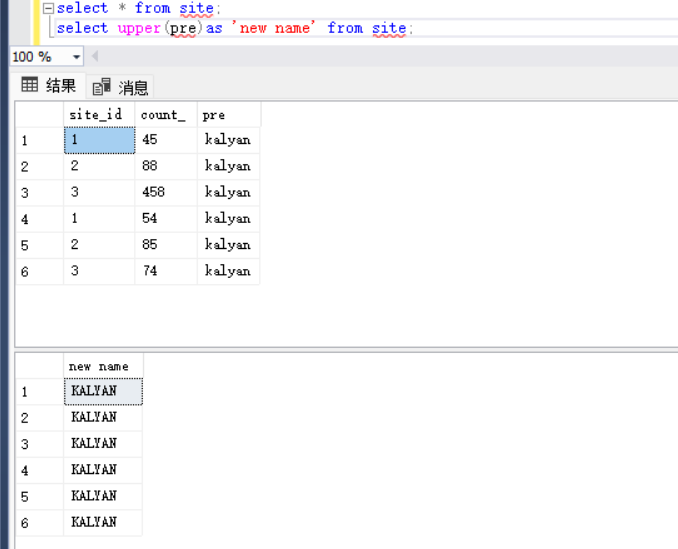 select * from site;
select upper(pre)as 'new name' from site;
100 %
结果 消息
site_id count_ pre
1 1 45 kalyan
2 2 88 kalyan
3 3 458 kalyan
4 1 54 kalyan
5 2 85 kalyan
6 3 74 kalyan
new name
1 KALYAN
2 KALYAN
3 KALYAN
4 KALYAN
5 KALYAN
6 KALYAN